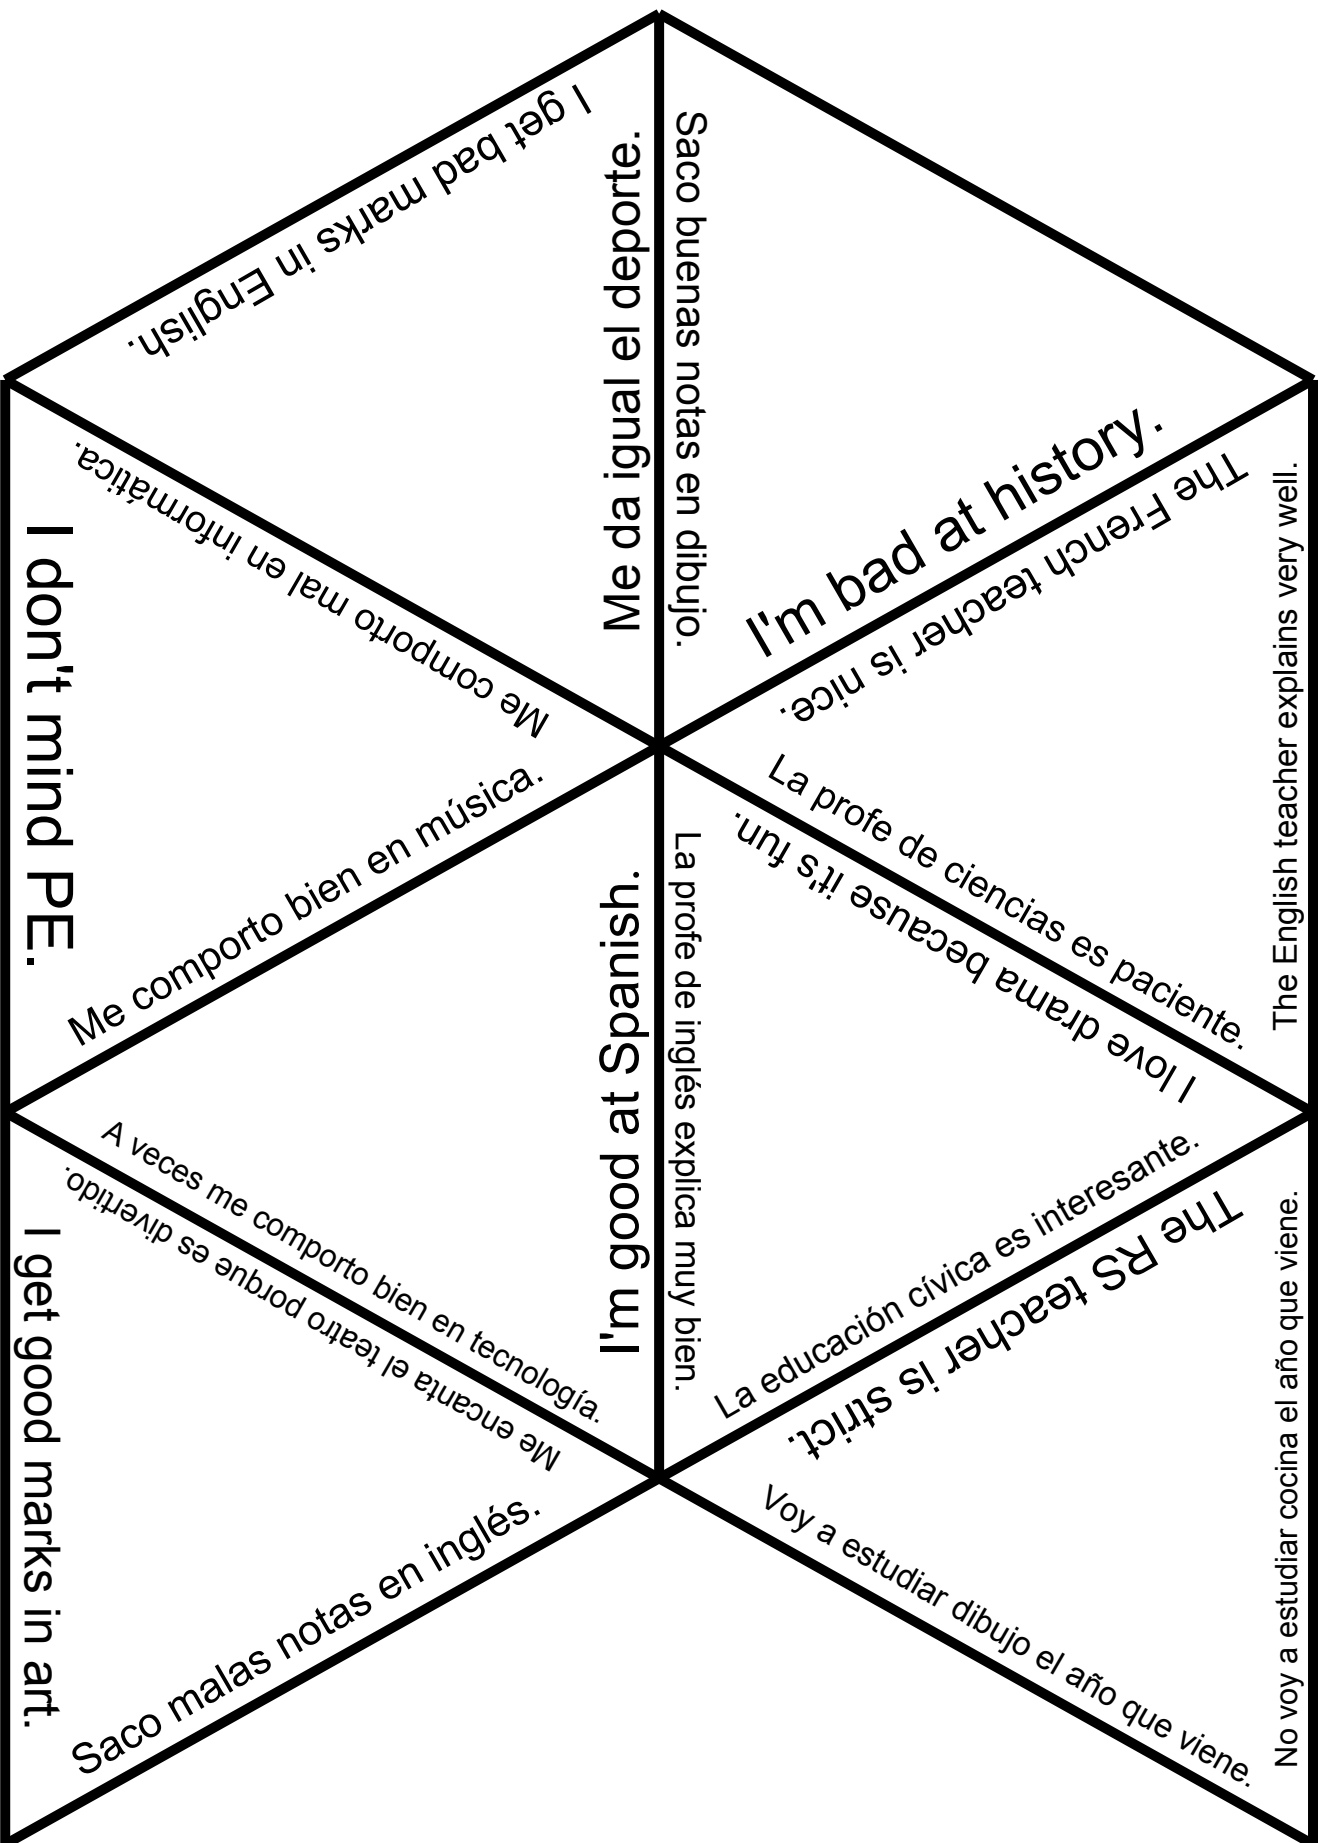 I get bad marks in English.
Me da igual el deporte.
Me comporto mal en informática.
Saco buenas notas en dibujo.
I'm bad at history.
I don't mind PE.
Me comporto bien en música.
The French teacher is nice.
The English teacher explains very well.
La profe de ciencias es paciente.
I'm good at Spanish.
A veces me comporto bien en tecnología.
La profe de inglés explica muy bien.
I love drama because it's fun.
La educación cívica es interesante.
Me encanta el teatro porque es divertido.
I get good marks in art.
Saco malas notas en inglés.
The RS teacher is strict.
No voy a estudiar cocina el año que viene.
Voy a estudiar dibujo el año que viene.